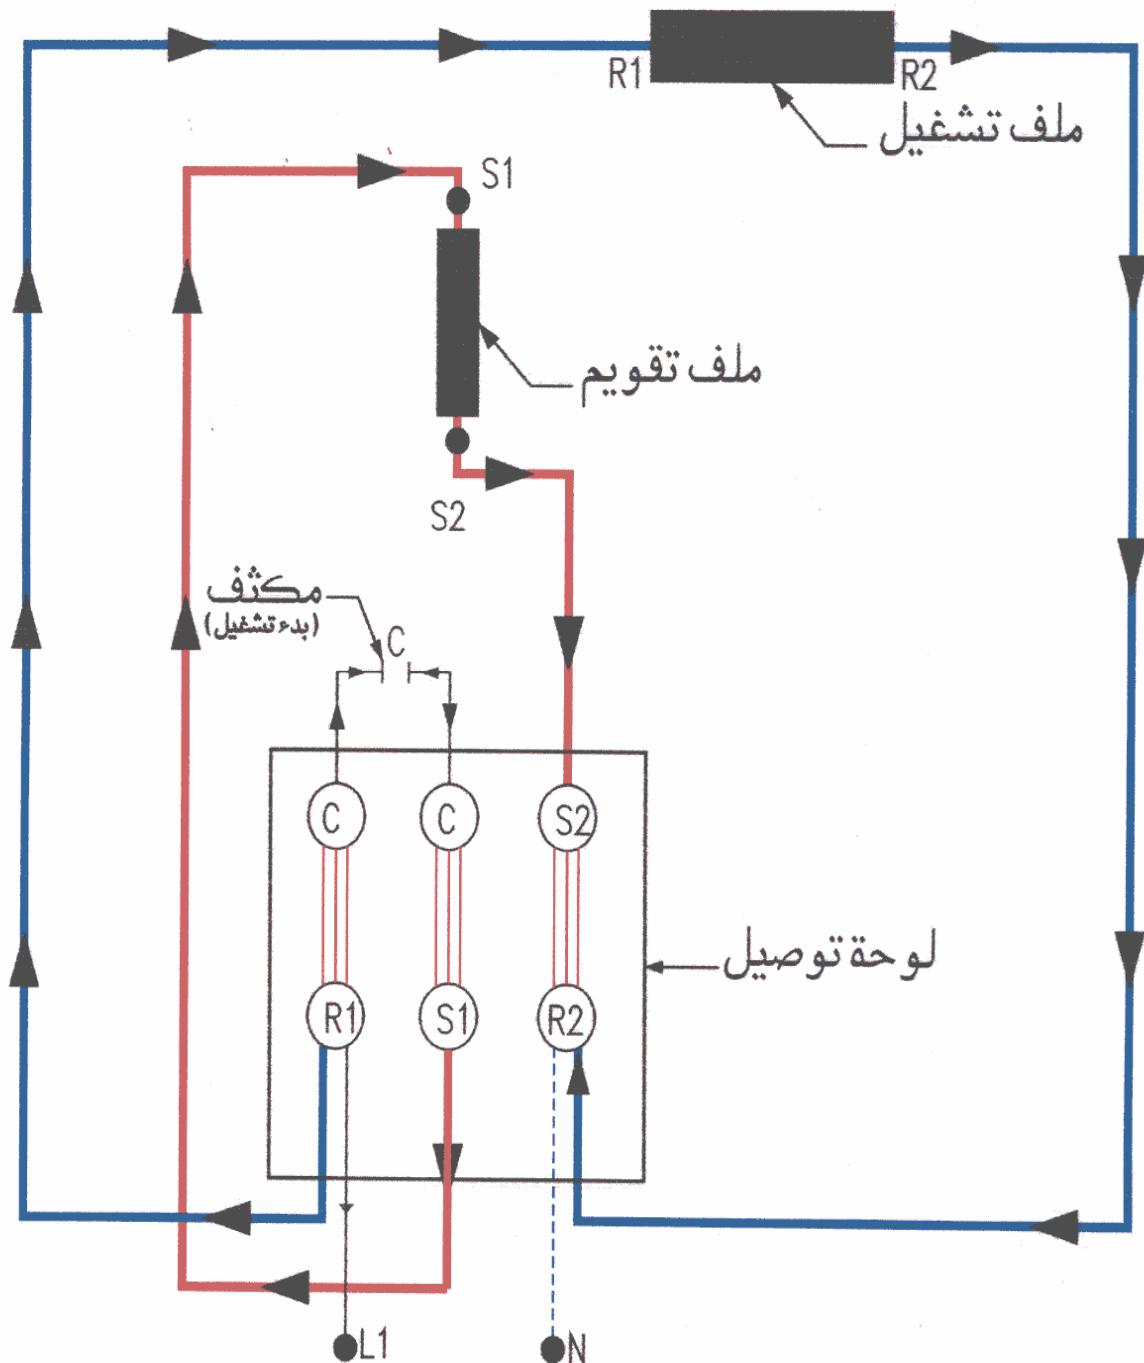 R1
R2
ملف تشغيل
S1
ملف تقويم
S2
مكثف
(بدء تشغيل)
C
C
C
S2
لوحة توصيل
R1
S1
R2
L1
N